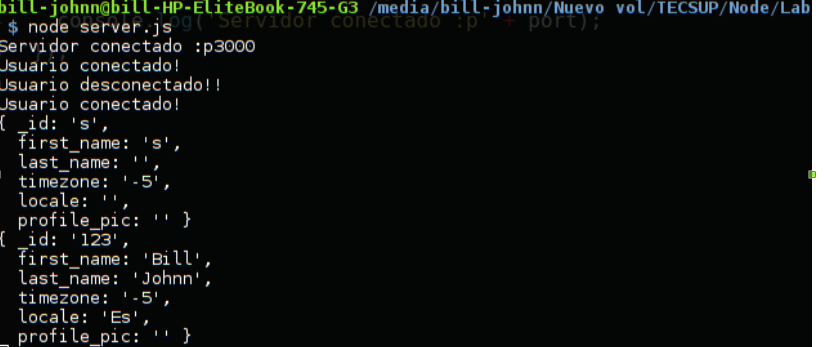 bill-johnn@bill-HP-EliteBook-745-G3 /media/bill-johnn/Nuevo vol/TECSUP/Node/Lab
console.log('Servidor conectado :p' + port);
$ node server.js
Servidor conectado :p3000
Usuario conectado!
Usuario desconectado!!
Usuario conectado!
{ _id: 's',
first_name: 's',
last_name: '',
timezone: '-5',
locale: '',
profile_pic: '' }
{ _id: '123',
first_name: 'Bill',
last_name: 'Johnn',
timezone: '-5',
locale: 'Es',
profile_pic: '' }